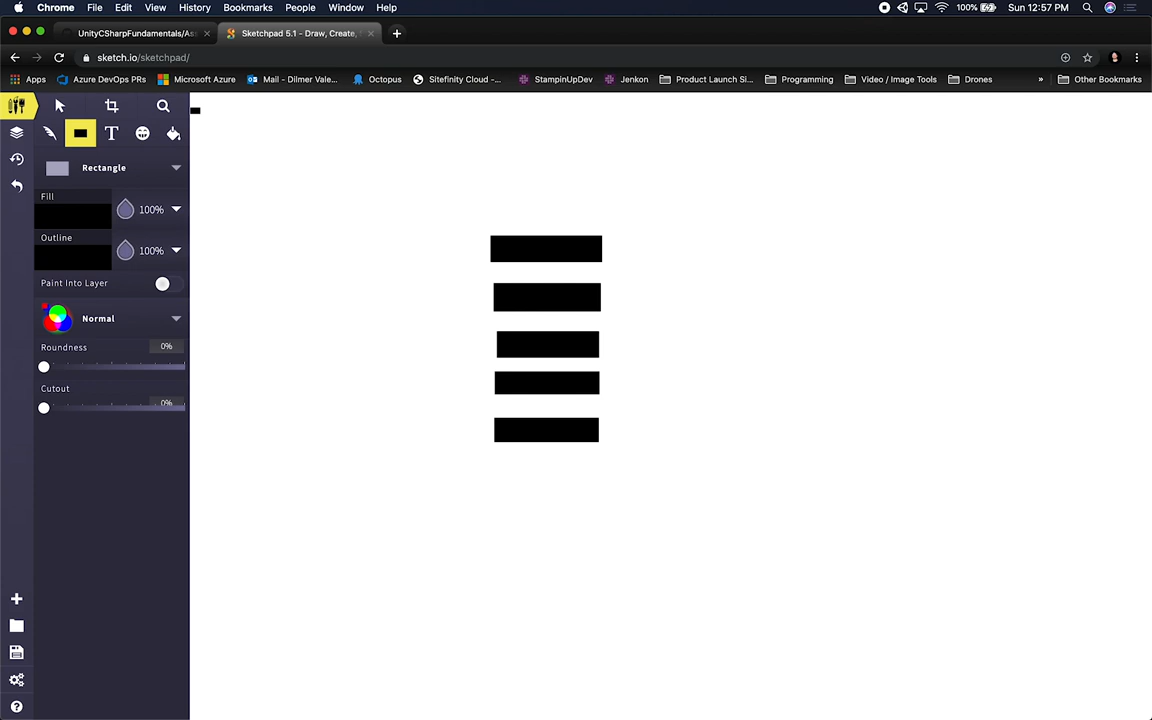 Chrome File Edit View History Bookmarks People Window Help 100% Sun 12:57 PM
UnityCSharpFundamentals/Ass × Sketchpad 5.1 - Draw, Create, × +
sketch.io/sketchpad/
Apps Azure DevOps PRs Microsoft Azure Mail - Dilmer Vale... Octopus Sitefinity Cloud -... StampinUpDev Jenkon Product Launch Si... Programming Video / Image Tools Drones » Other Bookmarks
T
Rectangle
Fill
100%
Outline
100%
Paint Into Layer
Normal
Roundness 0%
Cutout 0%